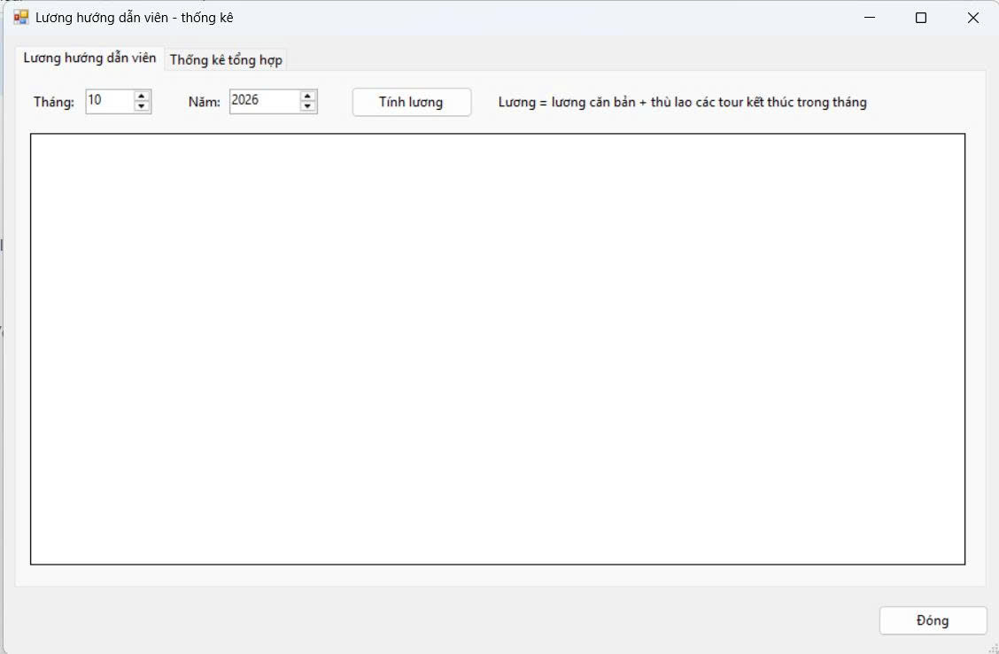 Lương hướng dẫn viên - thống kê
Lương hướng dẫn viên Thống kê tổng hợp
Tháng: 10 Năm: 2026 Tính lương Lương = lương căn bản + thù lao các tour kết thúc trong tháng
Đóng